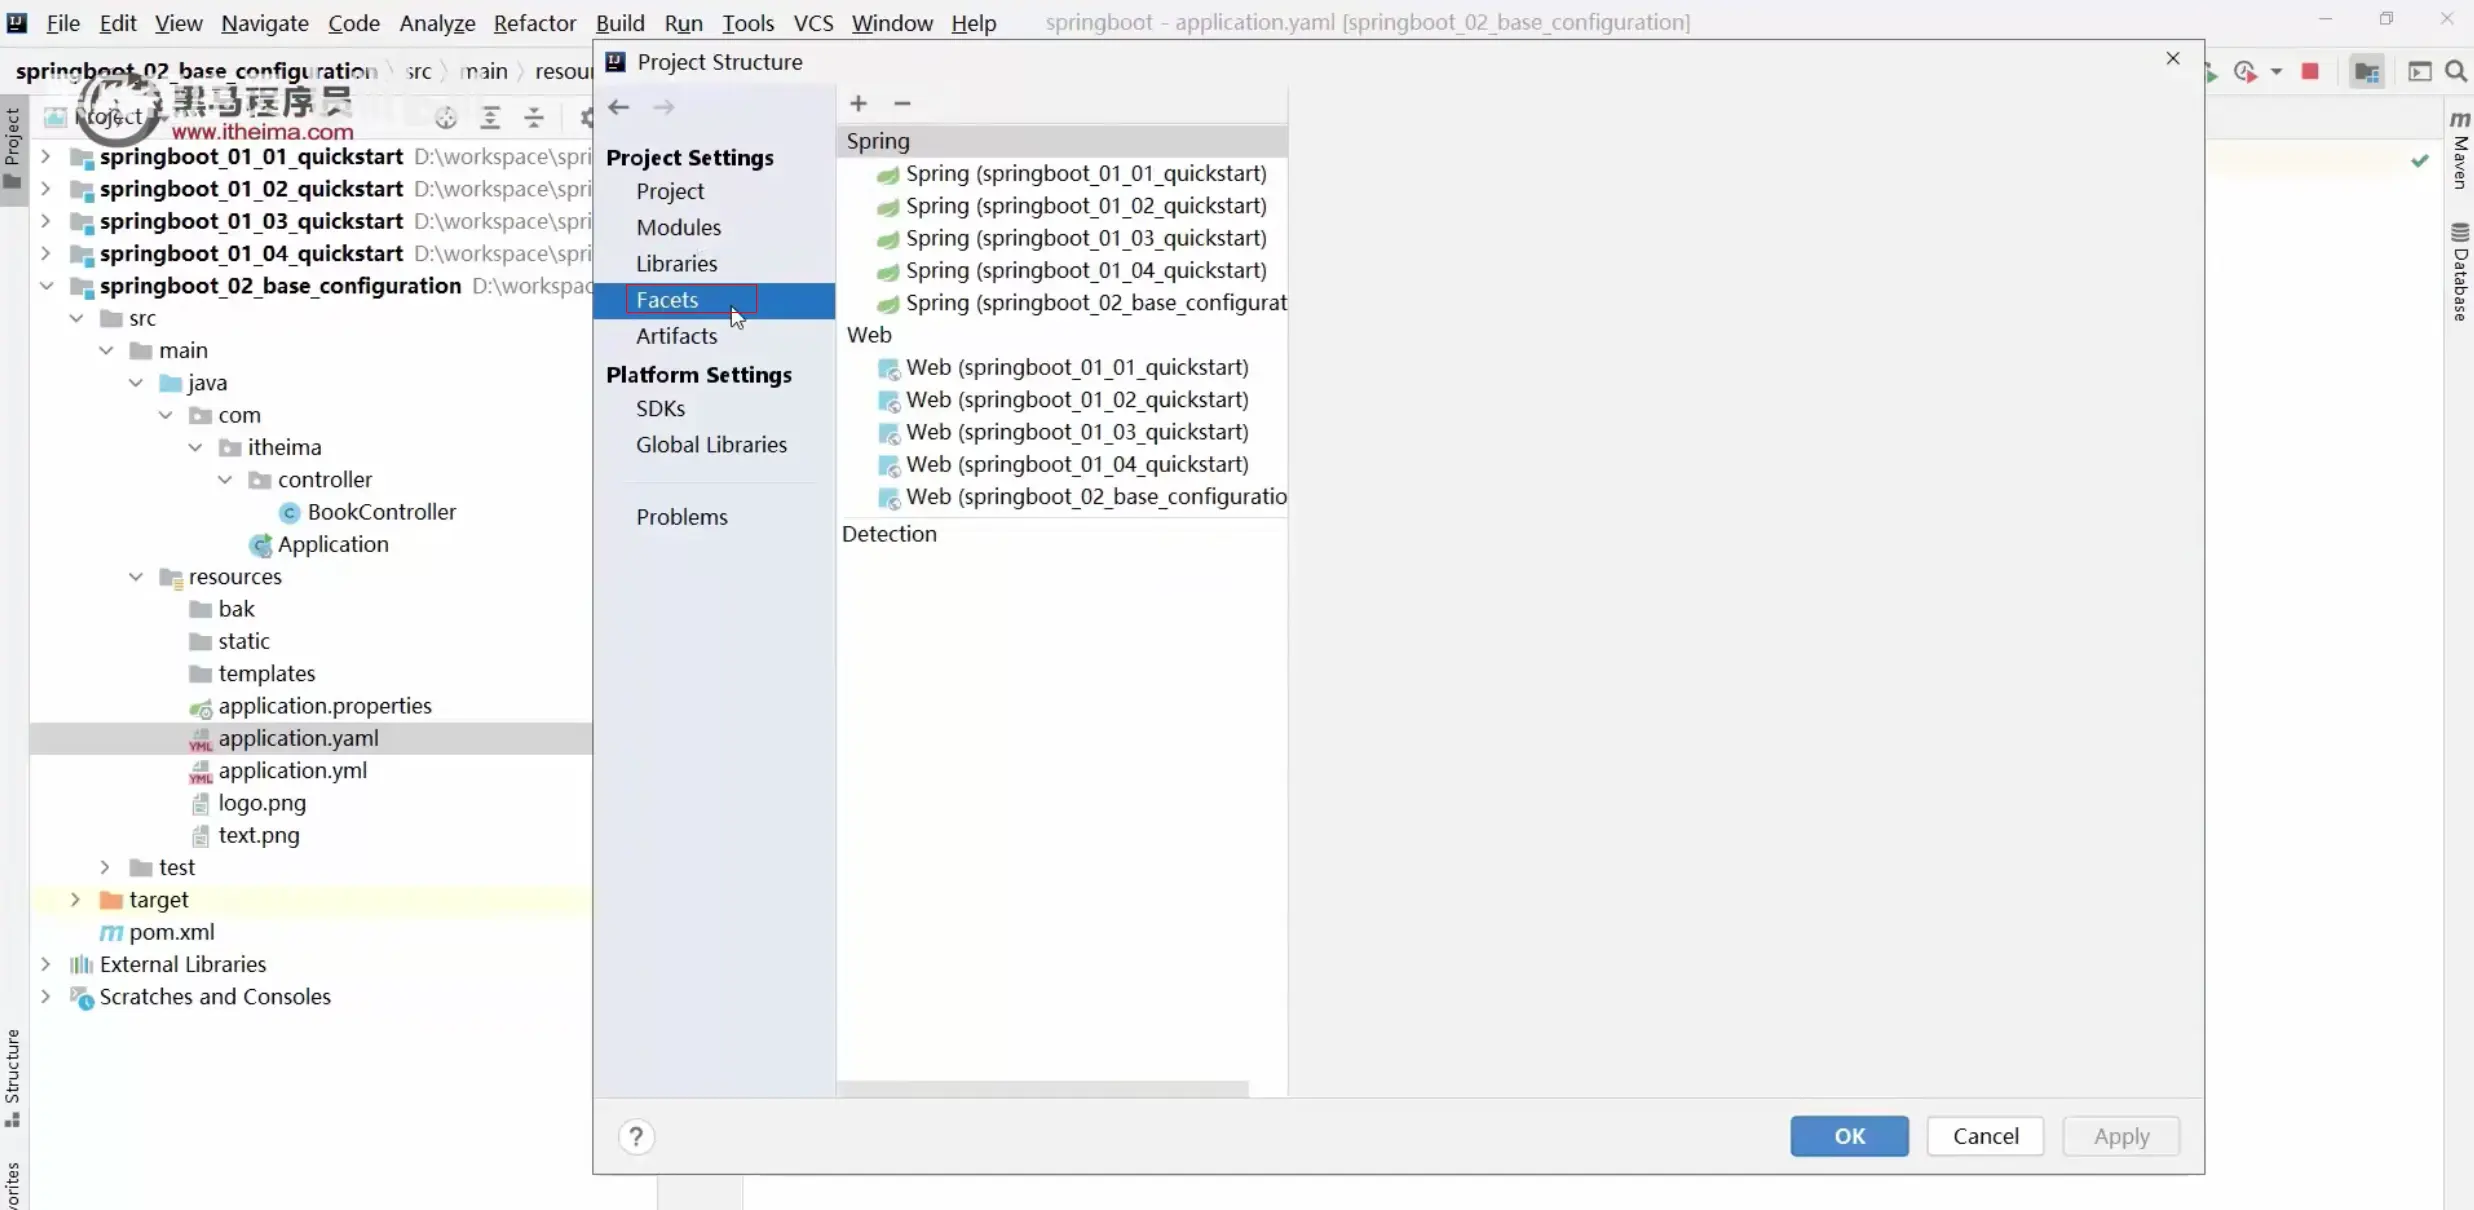 File Edit View Navigate Code Analyze Refactor Build Run Tools VCS Window Help springboot - application.yaml [springboot_02_base_configuration]
springboot_02_base_configuration src main resour
黑马程序员
www.itheima.com
Project
Project
springboot_01_01_quickstart D:\workspace\spri
springboot_01_02_quickstart D:\workspace\spri
springboot_01_03_quickstart D:\workspace\spri
springboot_01_04_quickstart D:\workspace\spri
springboot_02_base_configuration D:\workspac
src
main
java
com
itheima
controller
BookController
Application
resources
bak
static
templates
application.properties
application.yaml
application.yml
logo.png
text.png
test
target
pom.xml
External Libraries
Scratches and Consoles
Structure
vorites
Project Structure
Project Settings
Project
Modules
Libraries
Facets
Artifacts
Platform Settings
SDKs
Global Libraries
Problems
Spring
Spring (springboot_01_01_quickstart)
Spring (springboot_01_02_quickstart)
Spring (springboot_01_03_quickstart)
Spring (springboot_01_04_quickstart)
Spring (springboot_02_base_configurat
Web
Web (springboot_01_01_quickstart)
Web (springboot_01_02_quickstart)
Web (springboot_01_03_quickstart)
Web (springboot_01_04_quickstart)
Web (springboot_02_base_configuratio
Detection
?
OK Cancel Apply
Maven
Database